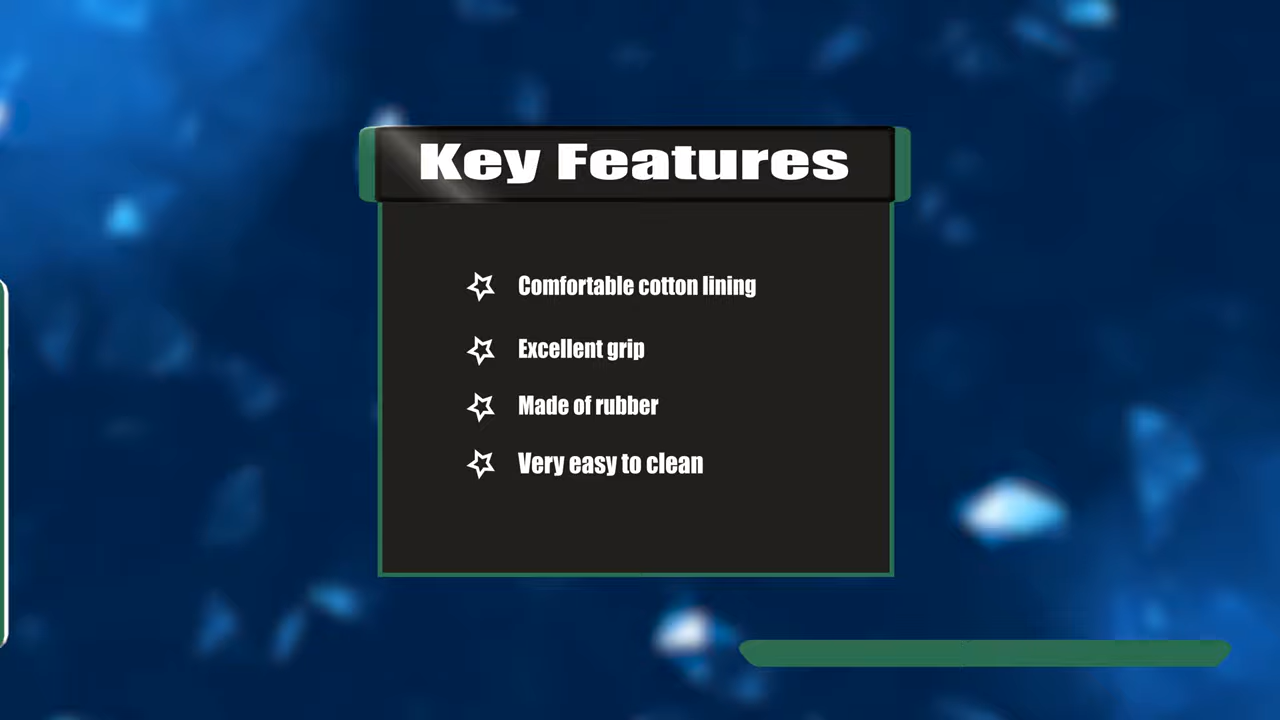 Key Features
Comfortable cotton lining
Excellent grip
Made of rubber
Very easy to clean